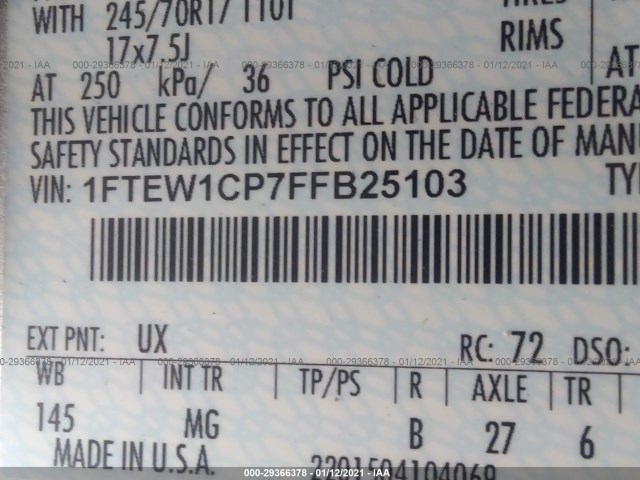 WITH 245/70R17 110T
RIMS
17x7.5J
AT 250 kPa/ 36 PSI COLD
AT
THIS VEHICLE CONFORMS TO ALL APPLICABLE FEDERA
SAFETY STANDARDS IN EFFECT ON THE DATE OF MAN
VIN: 1FTEW1CP7FFB25103 TY
EXT PNT: UX RC: 72 DSO:
WB INT TR TP/PS R AXLE TR
145 MG B 27 6
MADE IN U.S.A.
000-29366378 - 01/12/2021 - IAA